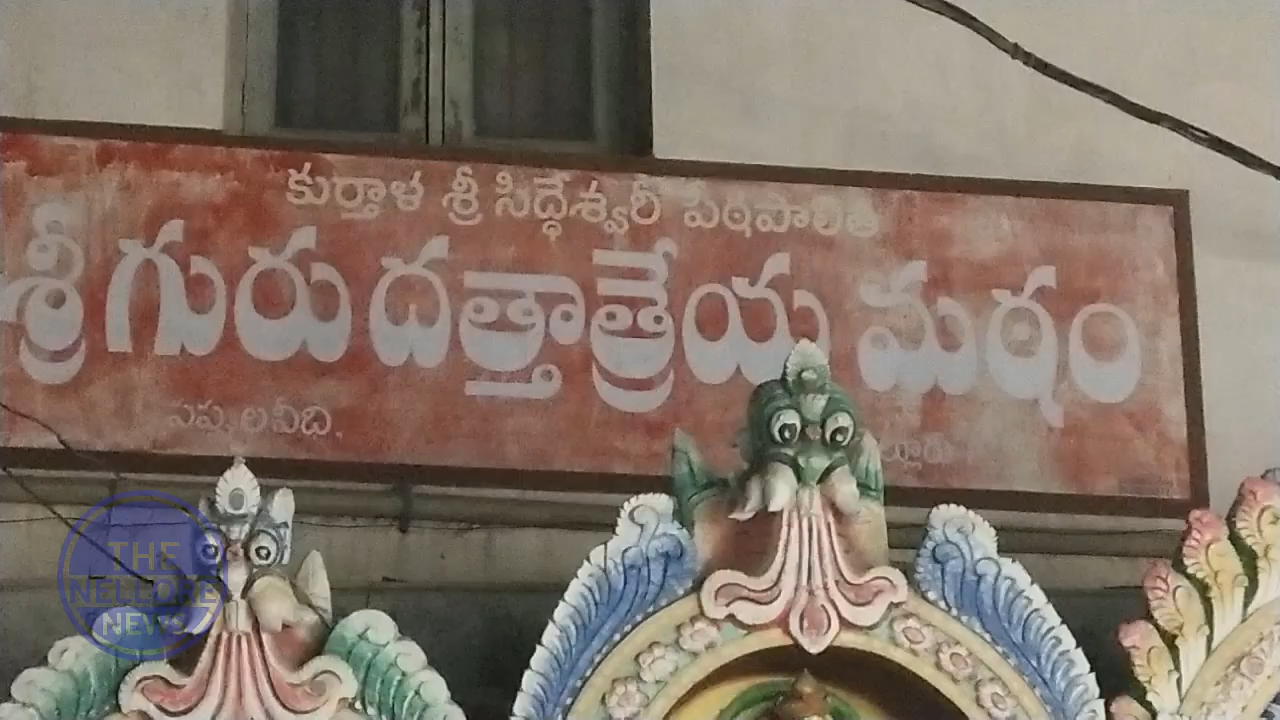 కుర్తాళ శ్రీ సిద్ధేశ్వరీ పీఠపాలిత
శ్రీ గురు దత్తాత్రేయ మఠం
THE
NELLORE
NEWS